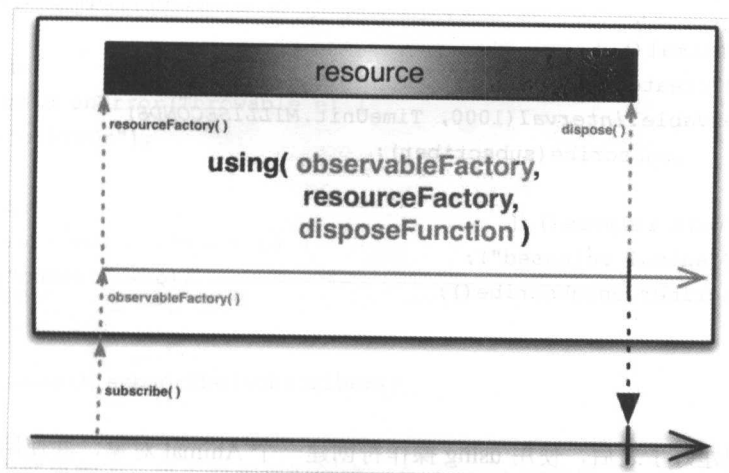 resource
resourceFactory( )
dispose( )
using( observableFactory,
resourceFactory,
disposeFunction )
observableFactory( )
subscribe( )